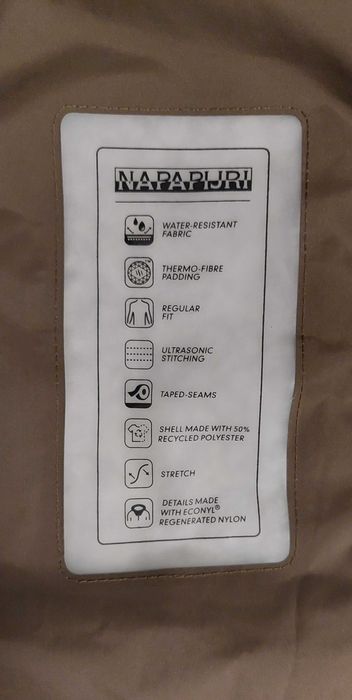 NAPAPIJRI
WATER-RESISTANT
FABRIC
THERMO-FIBRE
PADDING
REGULAR
FIT
ULTRASONIC
STITCHING
TAPED-SEAMS
SHELL MADE WITH 50%
RECYCLED POLYESTER
STRETCH
DETAILS MADE
WITH ECONYL®
REGENERATED NYLON